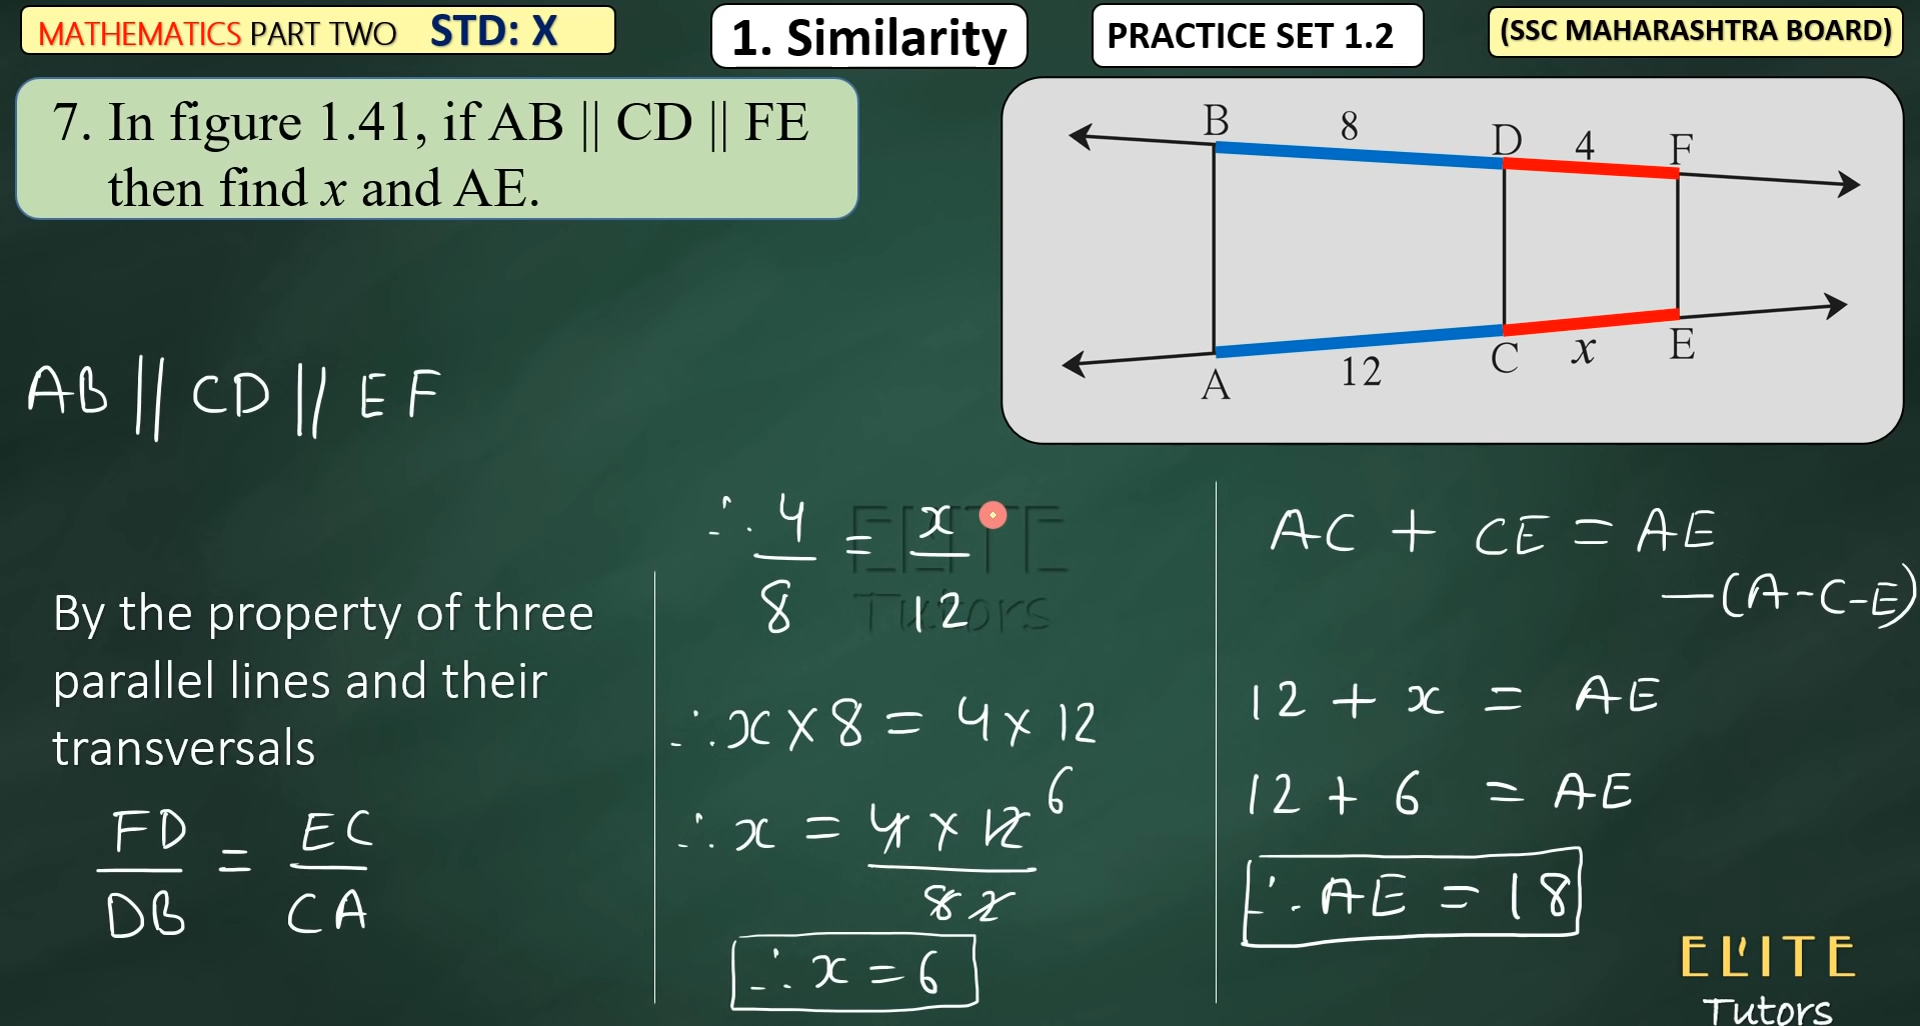 MATHEMATICS PART TWO STD: X
1. Similarity
PRACTICE SET 1.2
(SSC MAHARASHTRA BOARD)
7. In figure 1.41, if AB || CD || FE
then find x and AE.
B 8 D 4 F
A 12 C x E
AB || CD || EF
By the property of three
parallel lines and their
transversals
FD/DB = EC/CA
∴ 4/8 = x/12
∴ x × 8 = 4 × 12
∴ x = 4 × 12 6
8 2
∴ x = 6
ELITE
Tutors
AC + CE = AE
—(A-C-E)
12 + x = AE
12 + 6 = AE
∴ AE = 18
ELITE
Tutors